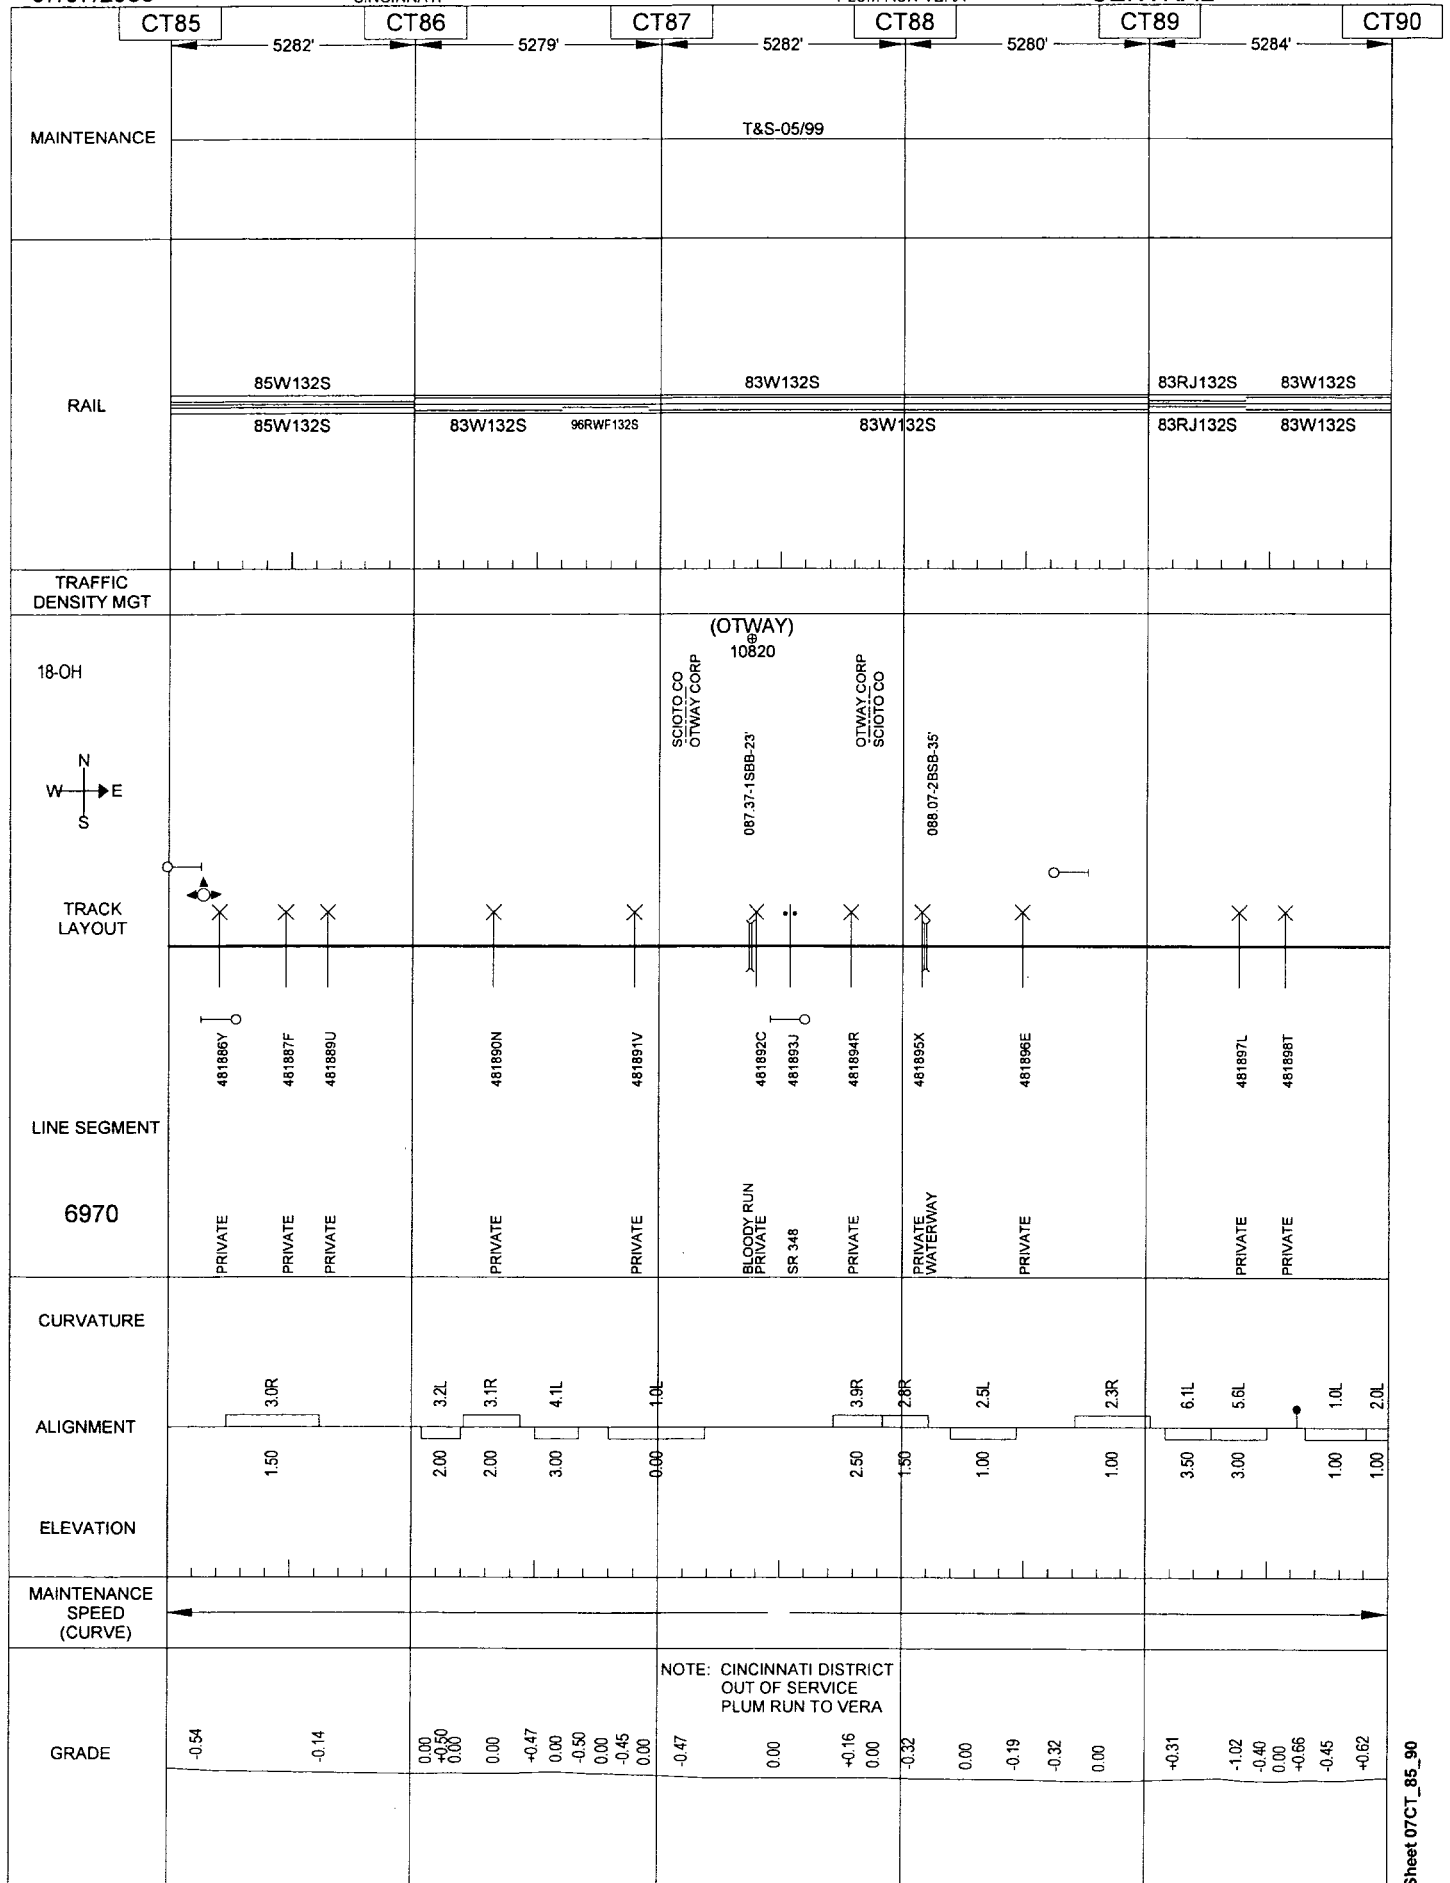 CINCINNATI
CT85
CT86
CT87
CT88
CT89
CT90
5282'
5279'
5282'
5280'
5284'
MAINTENANCE
T&S-05/99
RAIL
85W132S
83W132S
83RJ132S
83W132S
85W132S
83W132S
96RWF132S
83W132S
83RJ132S
83W132S
TRAFFIC
DENSITY MGT
18-OH
(OTWAY)
10820
SCIOTO CO
OTWAY CORP
OTWAY CORP
SCIOTO CO
087.37-1SBB-23'
088.07-2BSB-35'
N
W
E
S
TRACK
LAYOUT
481886Y
481887F
481889U
481890N
481891V
481892C
481893J
481894R
481895X
481896E
481897L
481898T
LINE SEGMENT
6970
PRIVATE
PRIVATE
PRIVATE
PRIVATE
PRIVATE
BLOODY RUN
PRIVATE
SR 348
PRIVATE
PRIVATE
WATERWAY
PRIVATE
PRIVATE
PRIVATE
CURVATURE
3.0R
3.2L
3.1R
4.1L
1.0L
3.9R
2.8R
2.5L
2.3R
6.1L
5.6L
1.0L
2.0L
ALIGNMENT
1.50
2.00
2.00
3.00
0.00
2.50
1.50
1.00
1.00
3.50
3.00
1.00
1.00
ELEVATION
MAINTENANCE
SPEED
(CURVE)
NOTE: CINCINNATI DISTRICT
OUT OF SERVICE
PLUM RUN TO VERA
GRADE
-0.54
-0.14
0.00
+0.50
0.00
0.00
+0.47
0.00
-0.50
0.00
-0.45
0.00
-0.47
0.00
+0.16
0.00
-0.32
0.00
-0.19
-0.32
0.00
+0.31
-1.02
-0.40
0.00
+0.66
-0.45
+0.62
Sheet 07CT_85_90